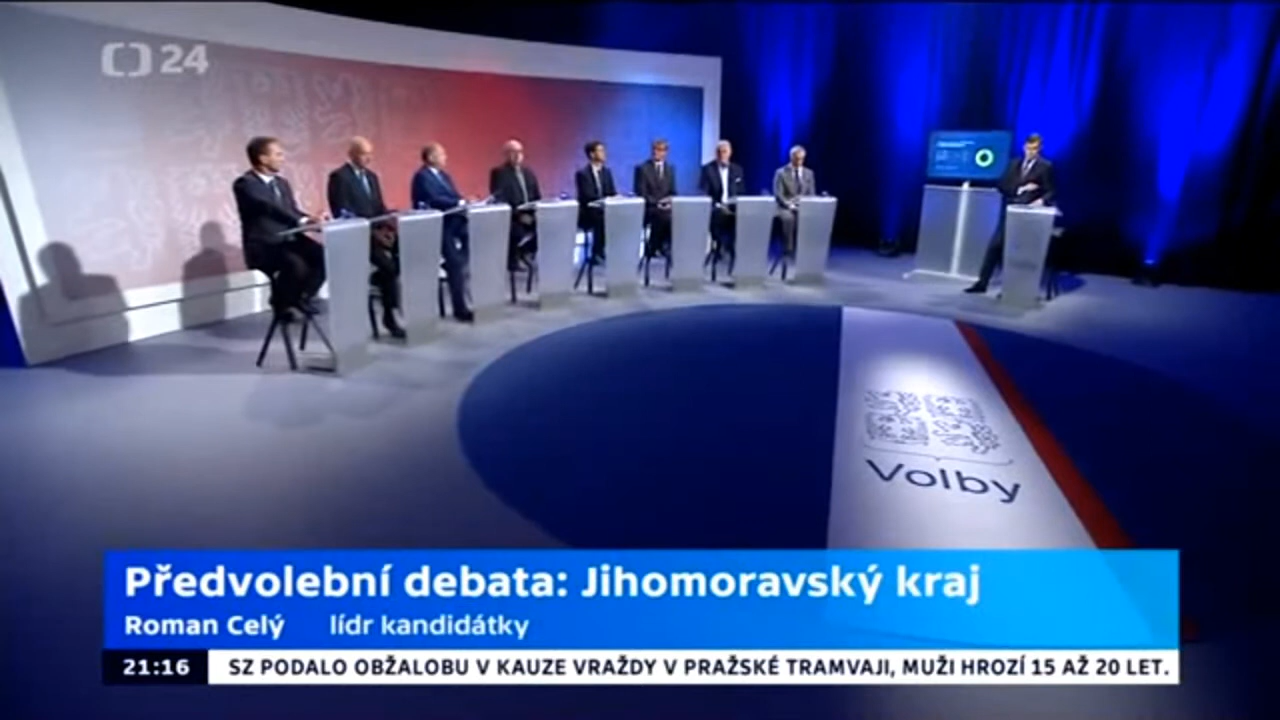 24
Volby
Předvolební debata: Jihomoravský kraj
Roman Celý lídr kandidátky
21:16 SZ PODALO OBŽALOBU V KAUZE VRAŽDY V PRAŽSKÉ TRAMVAJI, MUŽI HROZÍ 15 AŽ 20 LET.